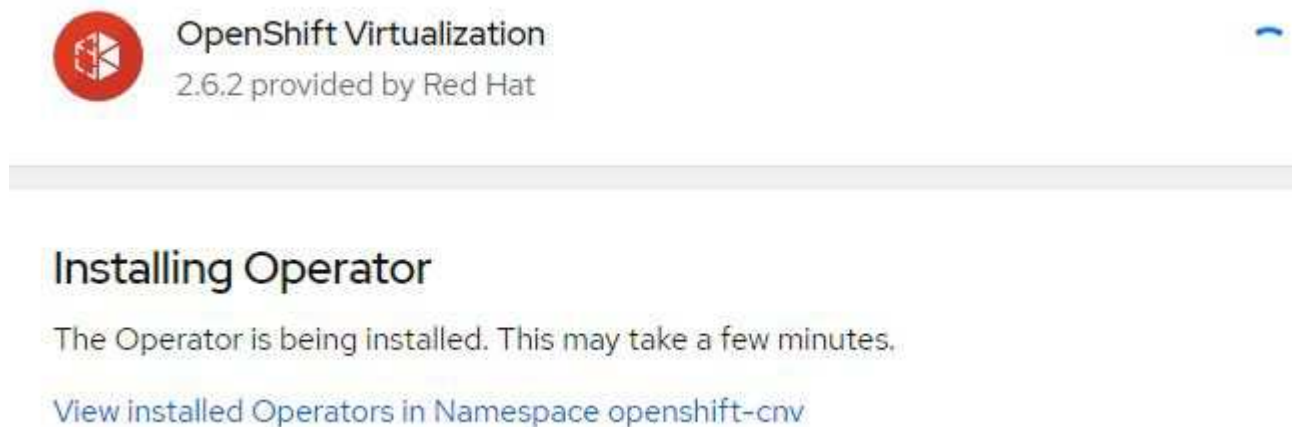 OpenShift Virtualization
2.6.2 provided by Red Hat
Installing Operator
The Operator is being installed. This may take a few minutes.
View installed Operators in Namespace openshift-cnv